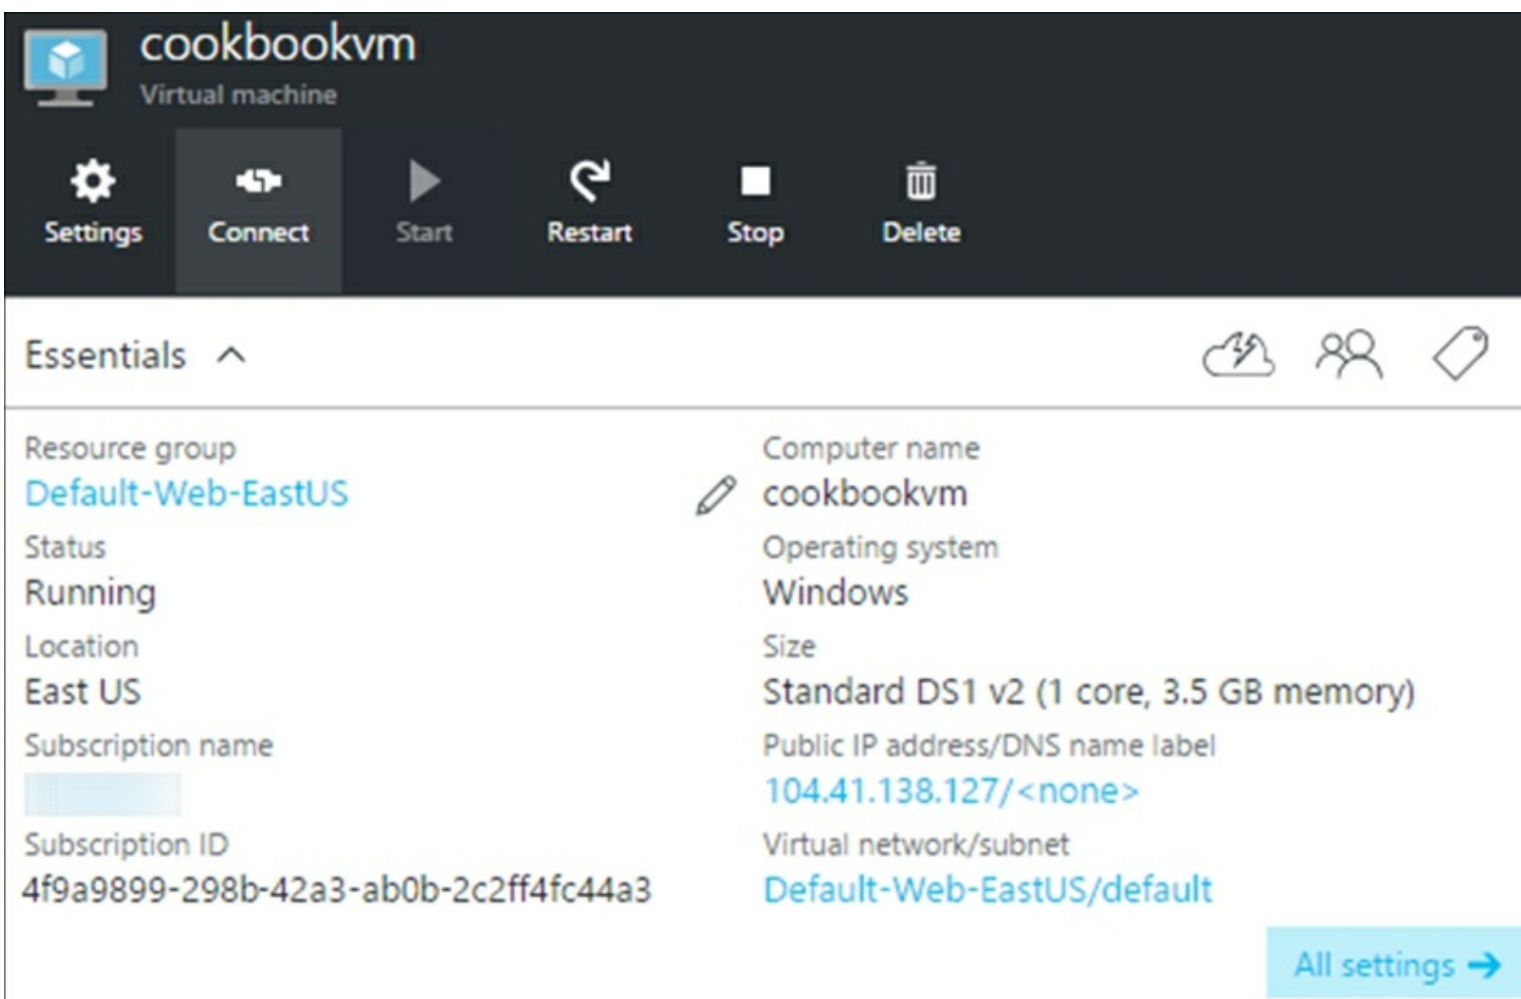 cookbookvm
Virtual machine
Settings
Connect
Start
Restart
Stop
Delete
Essentials
Resource group
Default-Web-EastUS
Status
Running
Location
East US
Subscription name
Subscription ID
4f9a9899-298b-42a3-ab0b-2c2ff4fc44a3
Computer name
cookbookvm
Operating system
Windows
Size
Standard DS1 v2 (1 core, 3.5 GB memory)
Public IP address/DNS name label
104.41.138.127/<none>
Virtual network/subnet
Default-Web-EastUS/default
All settings